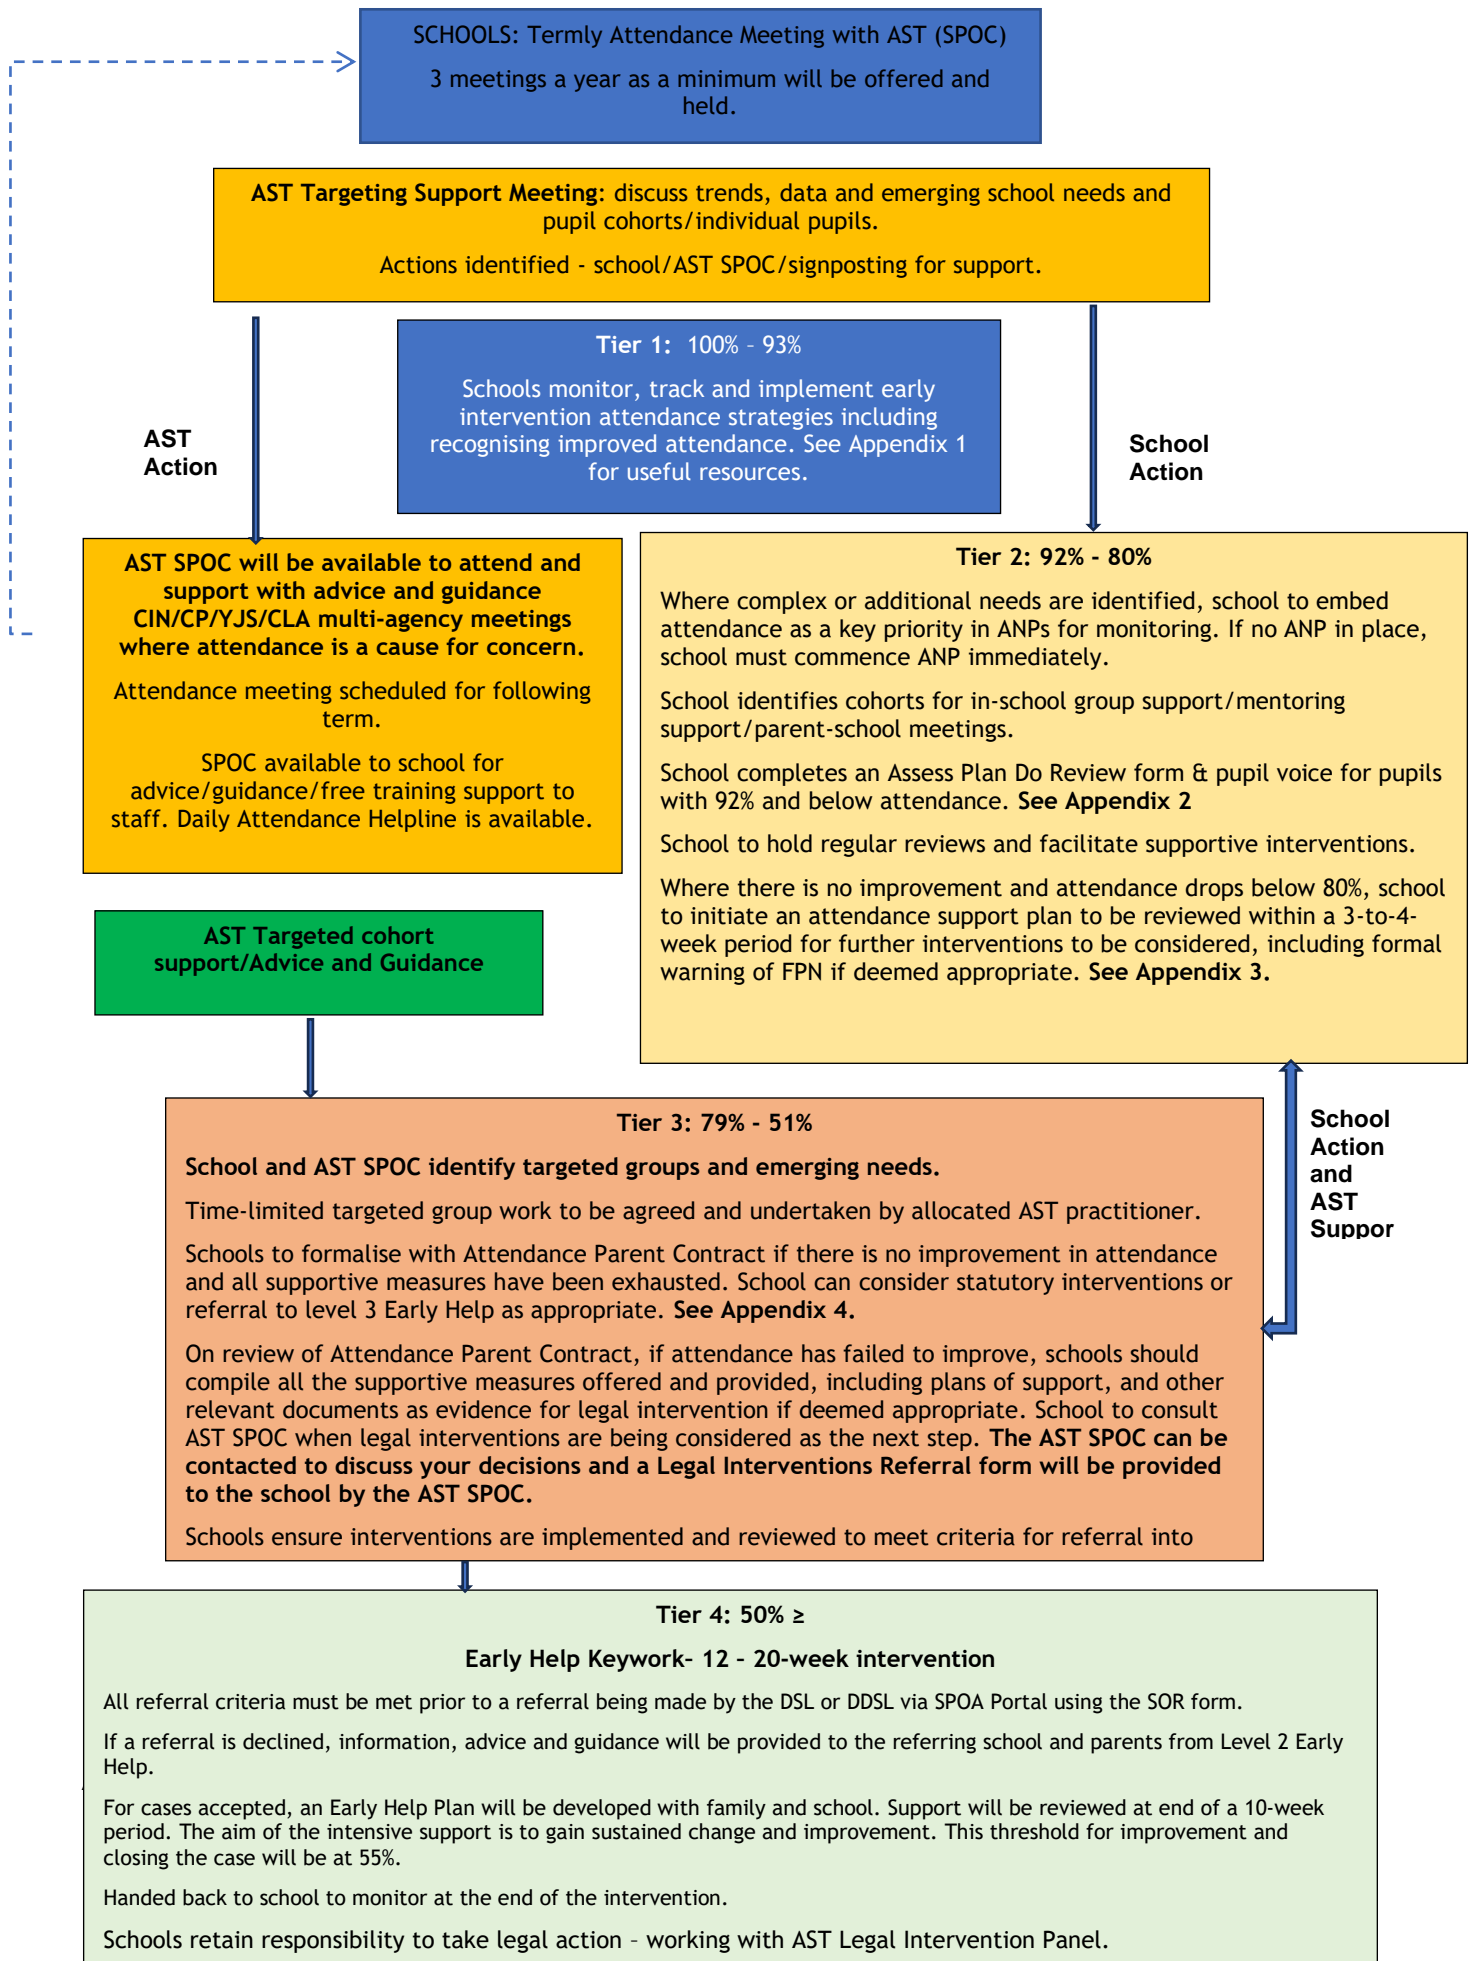 SCHOOLS: Termly Attendance Meeting with AST (SPOC)
3 meetings a year as a minimum will be offered and
held.
AST Targeting Support Meeting: discuss trends, data and emerging school needs and
pupil cohorts/individual pupils.
Actions identified - school/AST SPOC/signposting for support.
Tier 1:  100% – 93%
Schools monitor, track and implement early
intervention attendance strategies including
recognising improved attendance. See Appendix 1
for useful resources.
AST
Action
School
Action
AST SPOC will be available to attend and
support with advice and guidance
CIN/CP/YJS/CLA multi-agency meetings
where attendance is a cause for concern.
Attendance meeting scheduled for following
term.
SPOC available to school for
advice/guidance/free training support to
staff. Daily Attendance Helpline is available.
Tier 2: 92% - 80%
Where complex or additional needs are identified, school to embed
attendance as a key priority in ANPs for monitoring. If no ANP in place,
school must commence ANP immediately.
School identifies cohorts for in-school group support/mentoring
support/parent-school meetings.
School completes an Assess Plan Do Review form & pupil voice for pupils
with 92% and below attendance. See Appendix 2
School to hold regular reviews and facilitate supportive interventions.
Where there is no improvement and attendance drops below 80%, school
to initiate an attendance support plan to be reviewed within a 3-to-4-
week period for further interventions to be considered, including formal
warning of FPN if deemed appropriate. See Appendix 3.
AST Targeted cohort
support/Advice and Guidance
Tier 3: 79% - 51%
School and AST SPOC identify targeted groups and emerging needs.
Time-limited targeted group work to be agreed and undertaken by allocated AST practitioner.
Schools to formalise with Attendance Parent Contract if there is no improvement in attendance
and all supportive measures have been exhausted. School can consider statutory interventions or
referral to level 3 Early Help as appropriate. See Appendix 4.
On review of Attendance Parent Contract, if attendance has failed to improve, schools should
compile all the supportive measures offered and provided, including plans of support, and other
relevant documents as evidence for legal intervention if deemed appropriate. School to consult
AST SPOC when legal interventions are being considered as the next step. The AST SPOC can be
contacted to discuss your decisions and a Legal Interventions Referral form will be provided
to the school by the AST SPOC.
Schools ensure interventions are implemented and reviewed to meet criteria for referral into
School
Action
and
AST
Suppor
Tier 4: 50% ≥
Early Help Keywork– 12 – 20-week intervention
All referral criteria must be met prior to a referral being made by the DSL or DDSL via SPOA Portal using the SOR form.
If a referral is declined, information, advice and guidance will be provided to the referring school and parents from Level 2 Early
Help.
For cases accepted, an Early Help Plan will be developed with family and school. Support will be reviewed at end of a 10-week
period. The aim of the intensive support is to gain sustained change and improvement. This threshold for improvement and
closing the case will be at 55%.
Handed back to school to monitor at the end of the intervention.
Schools retain responsibility to take legal action – working with AST Legal Intervention Panel.